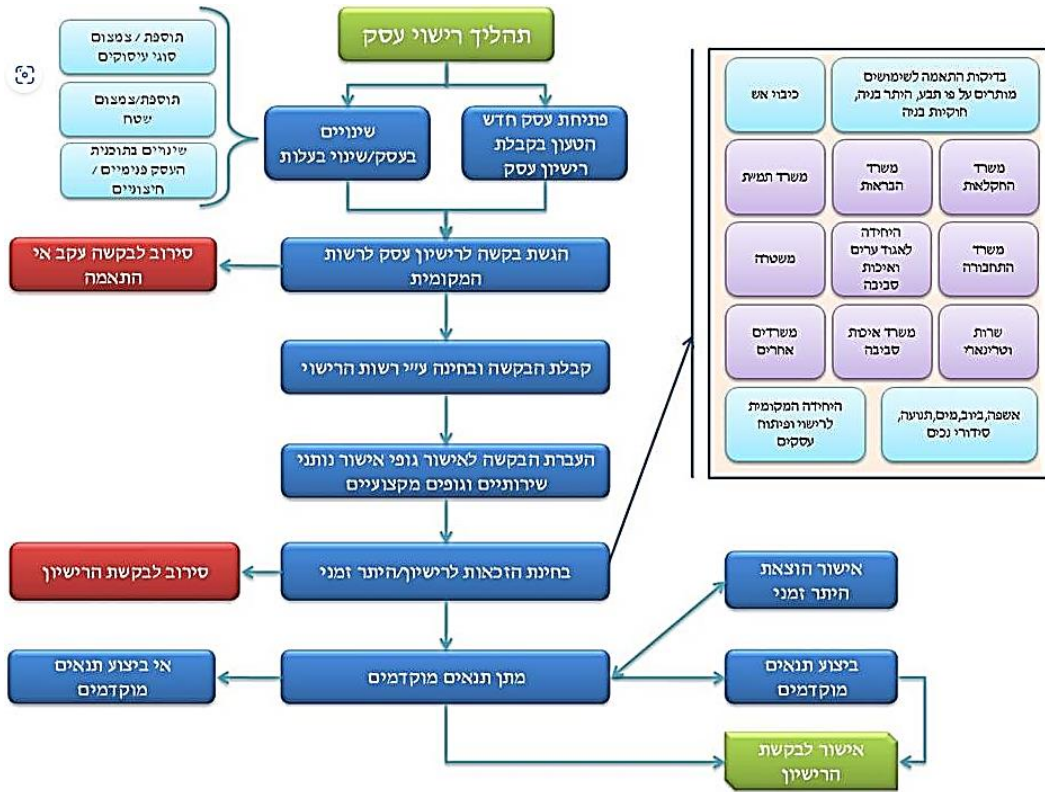 תהליך רישוי עסק
תוספת / צמצום
סוגי עיסוקים
תוספת/צמצום
שטח
שינויים בתוכנית
העסק פנימיים /
חיצוניים
פתיחת עסק חדש
הטעון בקבלת
רישיון עסק
שינויים
בעסק/שינוי בעלות
הגשת בקשה לרישיון עסק לרשות
המקומית
סירוב לבקשה עקב אי
התאמה
קבלת הבקשה ובחינה ע״י רשות הרישוי
העברת הבקשה לאישור גופי אישור נותני
שירותיים וגופים מקצועיים
בחינת הזכאות לרישיון/היתר זמני
סירוב לבקשת הרישיון
אישור הוצאת
היתר זמני
מתן תנאים מוקדמים
ביצוע תנאים
מוקדמים
אי ביצוע תנאים
מוקדמים
אישור לבקשת
הרישיון
בדיקות התאמה לשימושים
מותרים על פי תבע, היתר בניה,
חוקיות בניה
כיבוי אש
משרד
החקלאות
משרד
הבראות
משרד תמ״ת
משרד
התחבורה
היחידה
לאגוד ערים
ואיכות
סביבה
משטרה
שרות
וטרינארי
משרד איכות
סביבה
משרדים
אחרים
אשפה,ביוב,מים,תנועה,
סידורי נכים
היחידה המקומית
לרישוי ופיתוח
עסקים